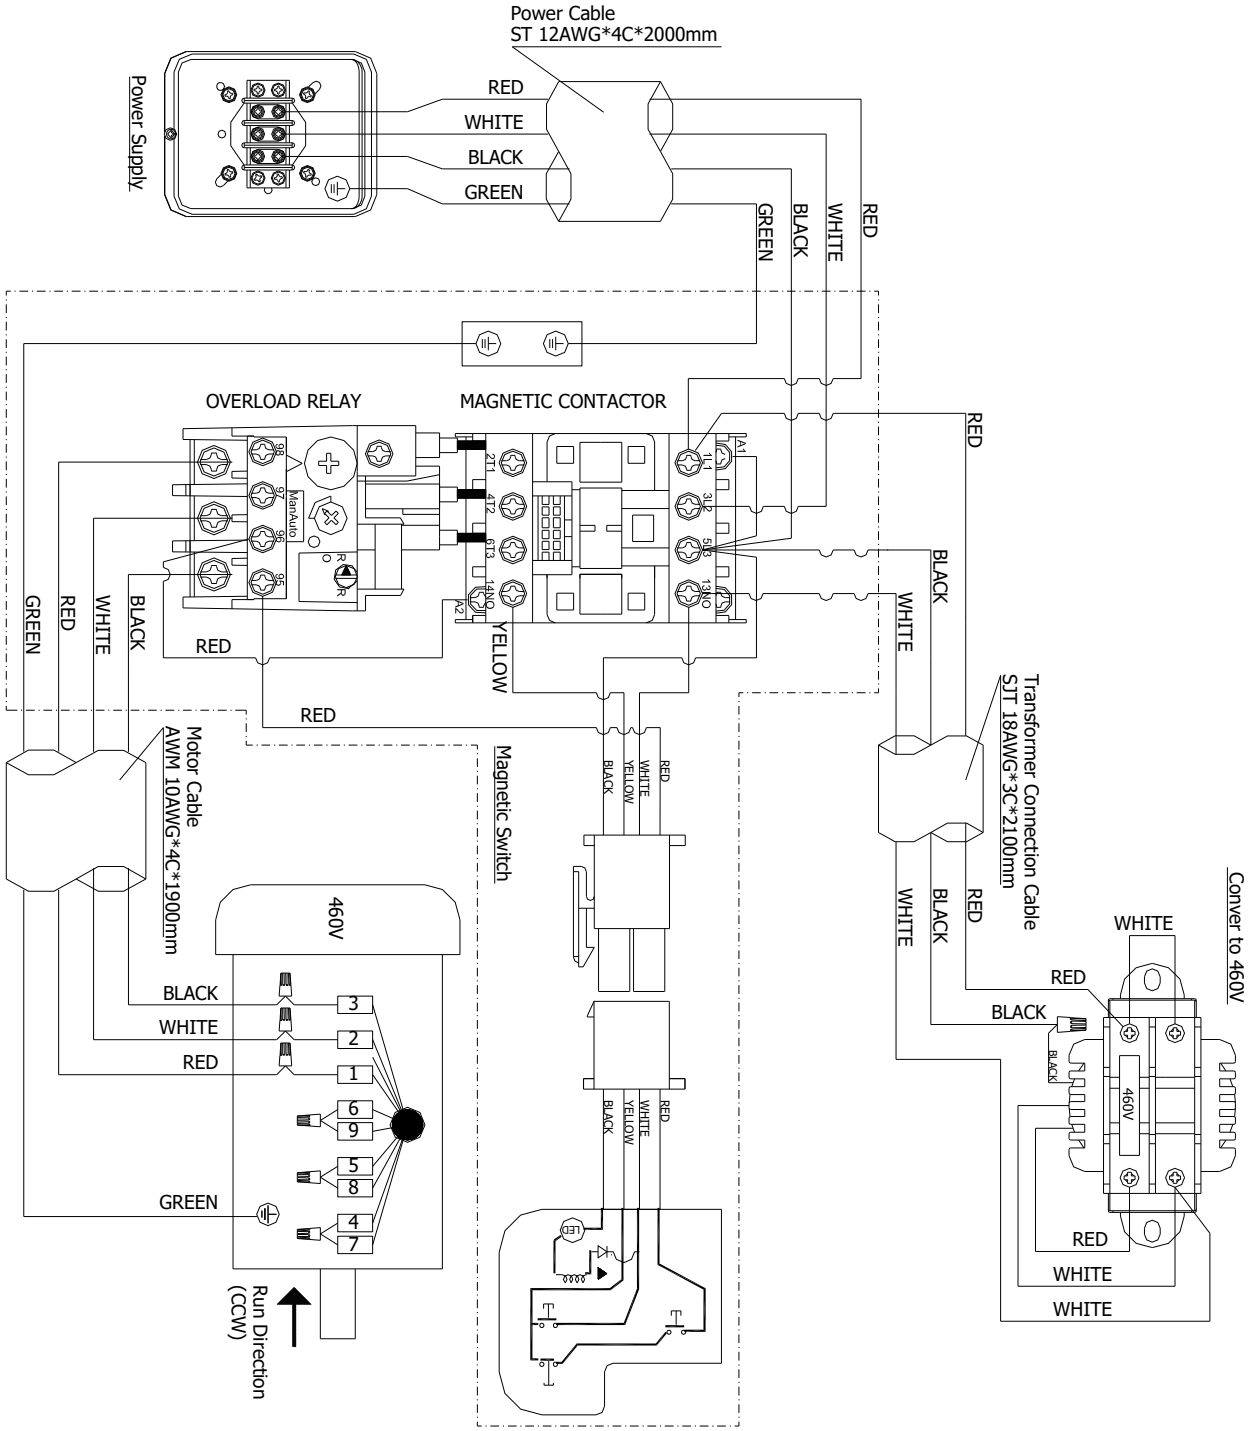 Power Cable
ST 12AWG*4C*2000mm
Power Supply
RED
WHITE
BLACK
GREEN
GREEN
BLACK
WHITE
RED
OVERLOAD RELAY
MAGNETIC CONTACTOR
98
97
96
95
ManAuto
R
R
2T1
4T2
6T3
14NO
A2
1L1
3L2
5L3
13NO
A1
RED
BLACK
WHITE
GREEN
RED
WHITE
BLACK
RED
YELLOW
RED
Transformer Connection Cable
SJT 18AWG*3C*2100mm
Motor Cable
AWM 10AWG*4C*1900mm
Magnetic Switch
BLACK
YELLOW
WHITE
RED
WHITE
BLACK
RED
Conver to 460V
WHITE
RED
BLACK
BLACK
460V
RED
WHITE
WHITE
460V
BLACK
WHITE
RED
GREEN
3
2
1
6
9
5
8
4
7
Run Direction
(CCW)
BLACK
YELLOW
WHITE
RED
LED